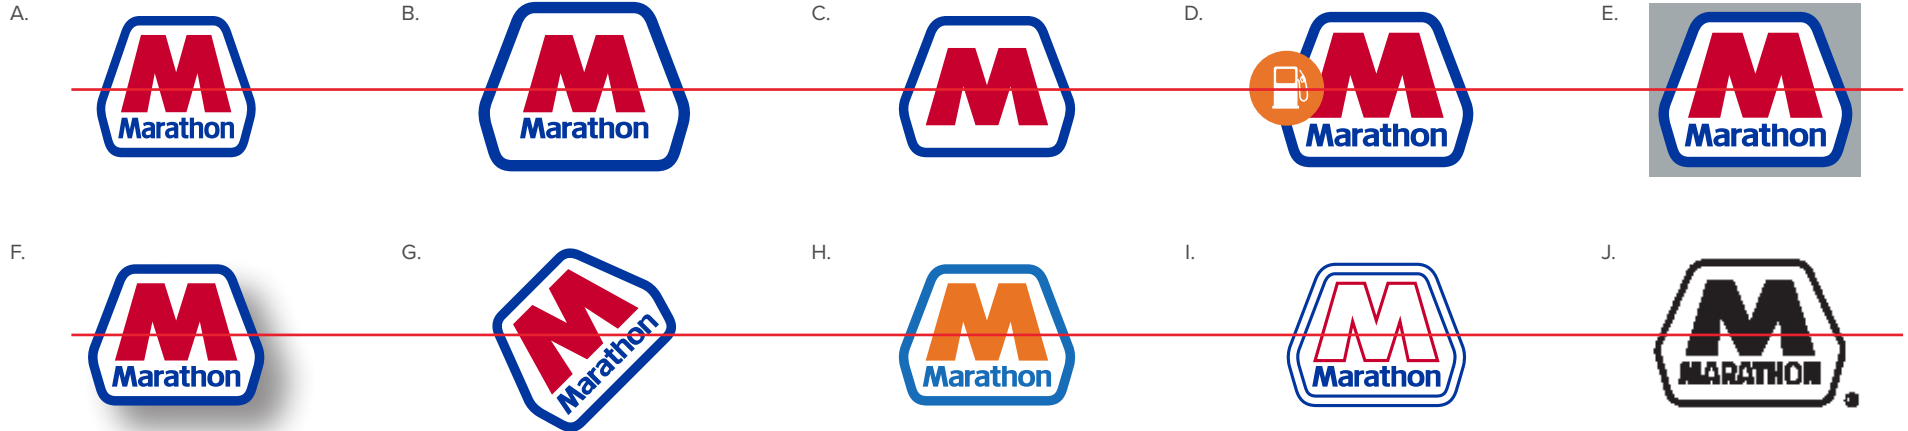 A. B. C. D. E.
M M M M M
Marathon Marathon Marathon Marathon
F. G. H. I. J.
M M M M M
Marathon Marathon Marathon Marathon MARATHON